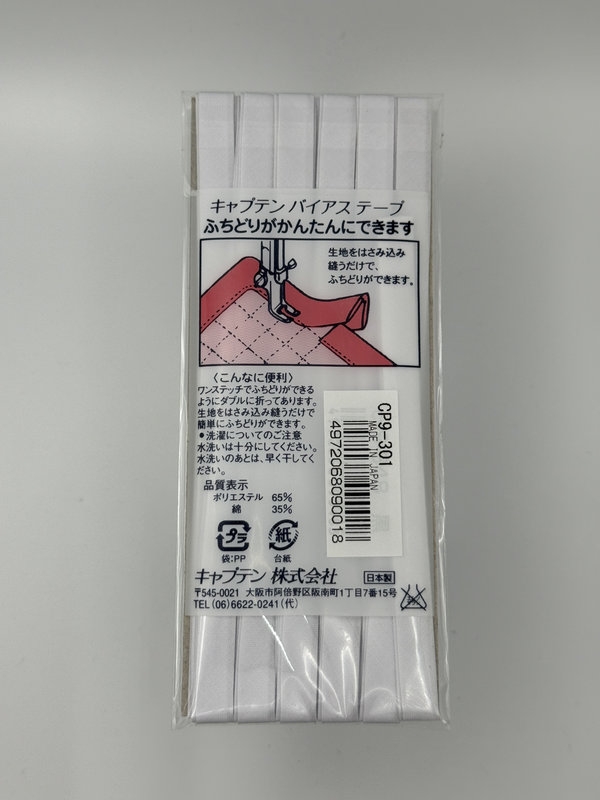 キャプテン バイアス テープ
ふちどりがかんたんにできます
生地をはさみ込み
縫うだけで、
ふちどりができます。
〈こんなに便利〉
ワンステッチでふちどりができる
ようにダブルに折ってあります。
生地をはさみ込み縫うだけで
簡単にふちどりができます。
●洗濯についてのご注意
水洗いは十分にしてください。
水洗いのあとは、早く干してく
ださい。
品質表示
ポリエステル 65%
綿 35%
プラ
紙
袋:PP
台紙
キャプテン 株式会社
日本製
〒545-0021 大阪市阿倍野区阪南町1丁目7番15号
TEL (06)6622-0241(代)
CP9-301
MADE IN JAPAN
4972068090018